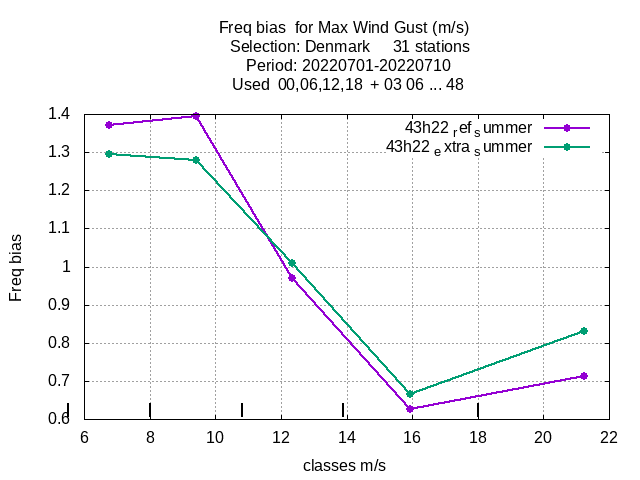 Freq bias  for Max Wind Gust (m/s)
Selection: Denmark     31 stations
Period: 20220701-20220710
Used  00,06,12,18  + 03 06 ... 48
43h22 ref summer
43h22 extra summer
1.4
1.3
1.2
1.1
1
0.9
0.8
0.7
0.6
Freq bias
6 8 10 12 14 16 18 20 22
classes m/s